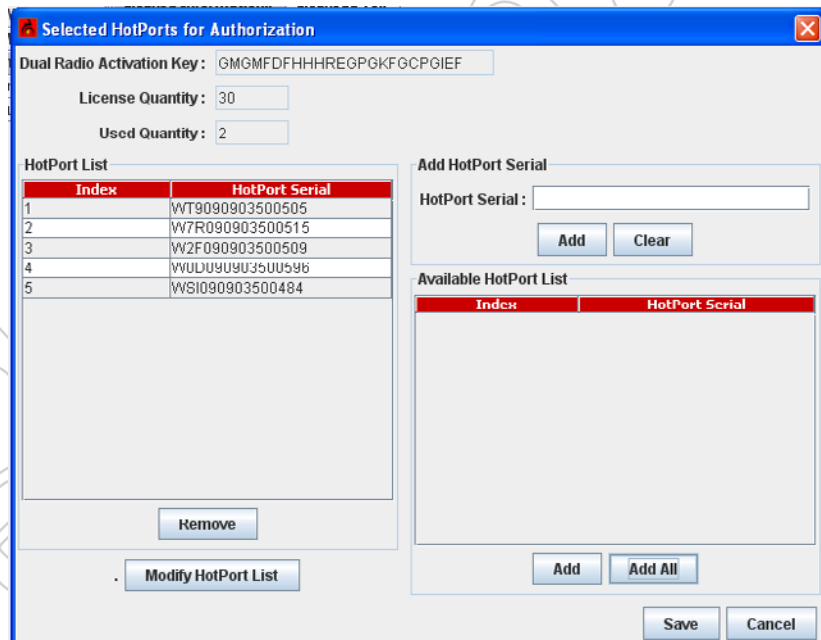 Selected HotPorts for Authorization
Dual Radio Activation Key : GMGMFDFHHHREGPGKFGCPGIEF
License Quantity : 30
Used Quantity : 2
HotPort List
Index HotPort Serial
1 WT9090903500505
2 W7R090903500515
3 W2F090903500509
4 W0D090903500596
5 WSI090903500484
Remove
. Modify HotPort List
Add HotPort Serial
HotPort Serial :
Add Clear
Available HotPort List
Index HotPort Serial
Add Add All
Save Cancel